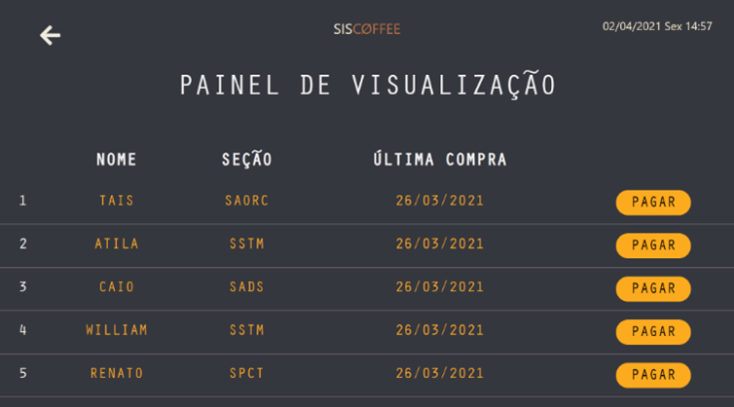 SISCØFFEE 02/04/2021 Sex 14:57
PAINEL DE VISUALIZAÇÃO
NOME SEÇÃO ÚLTIMA COMPRA
1 TAIS SAORC 26/03/2021 PAGAR
2 ATILA SSTM 26/03/2021 PAGAR
3 CAIO SADS 26/03/2021 PAGAR
4 WILLIAM SSTM 26/03/2021 PAGAR
5 RENATO SPCT 26/03/2021 PAGAR